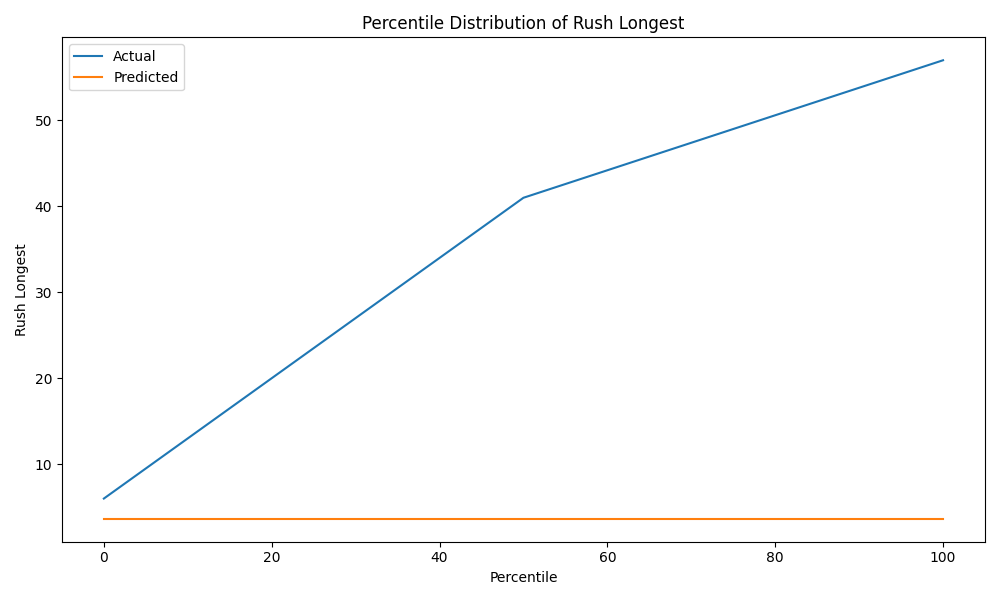 Percentile Distribution of Rush Longest
Actual
Predicted
50
40
30
20
10
Rush Longest
0 20 40 60 80 100
Percentile